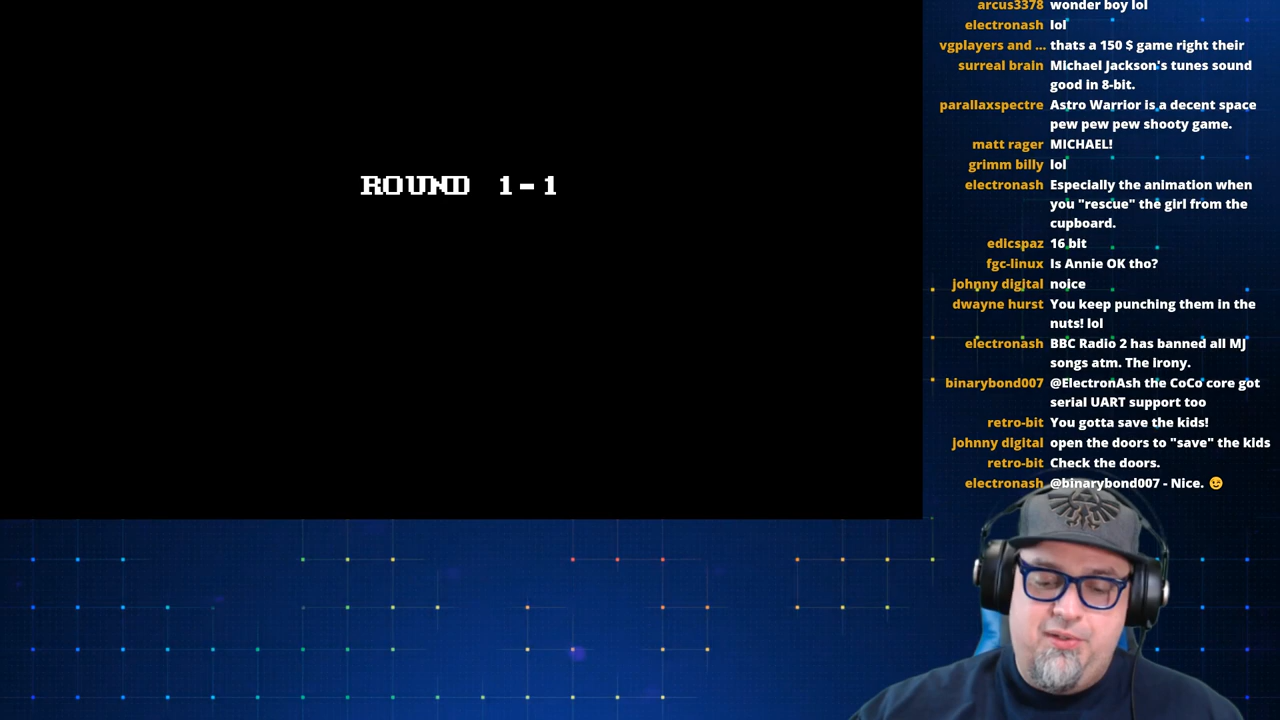 ROUND 1-1
arcus3378 wonder boy lol
electronash lol
vgplayers and ... thats a 150 $ game right their
surreal brain Michael Jackson's tunes sound
good in 8-bit.
parallaxspectre Astro Warrior is a decent space
pew pew pew shooty game.
matt rager MICHAEL!
grimm billy lol
electronash Especially the animation when
you "rescue" the girl from the
cupboard.
edicspaz 16 bit
fgc-linux Is Annie OK tho?
johnny digital noice
dwayne hurst You keep punching them in the
nuts! lol
electronash BBC Radio 2 has banned all MJ
songs atm. The irony.
binarybond007 @ElectronAsh the CoCo core got
serial UART support too
retro-bit You gotta save the kids!
johnny digital open the doors to "save" the kids
retro-bit Check the doors.
electronash @binarybond007 - Nice. 😉